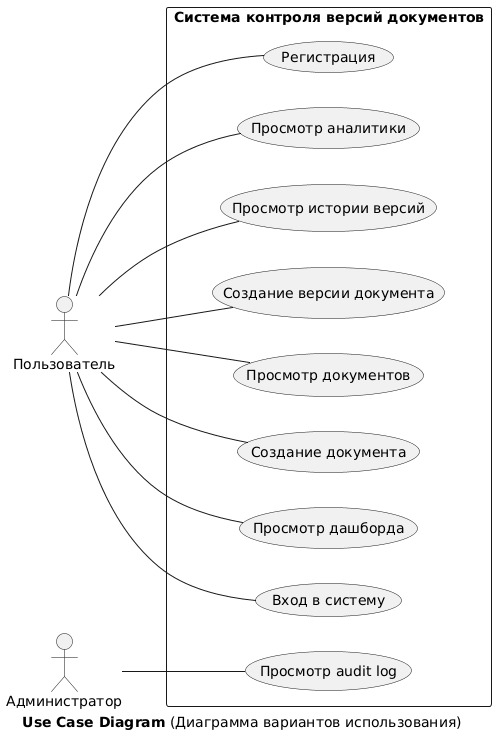 Система контроля версий документов
Регистрация
Просмотр аналитики
Просмотр истории версий
Создание версии документа
Пользователь
Просмотр документов
Создание документа
Просмотр дашборда
Вход в систему
Просмотр audit log
Администратор
Use Case Diagram (Диаграмма вариантов использования)